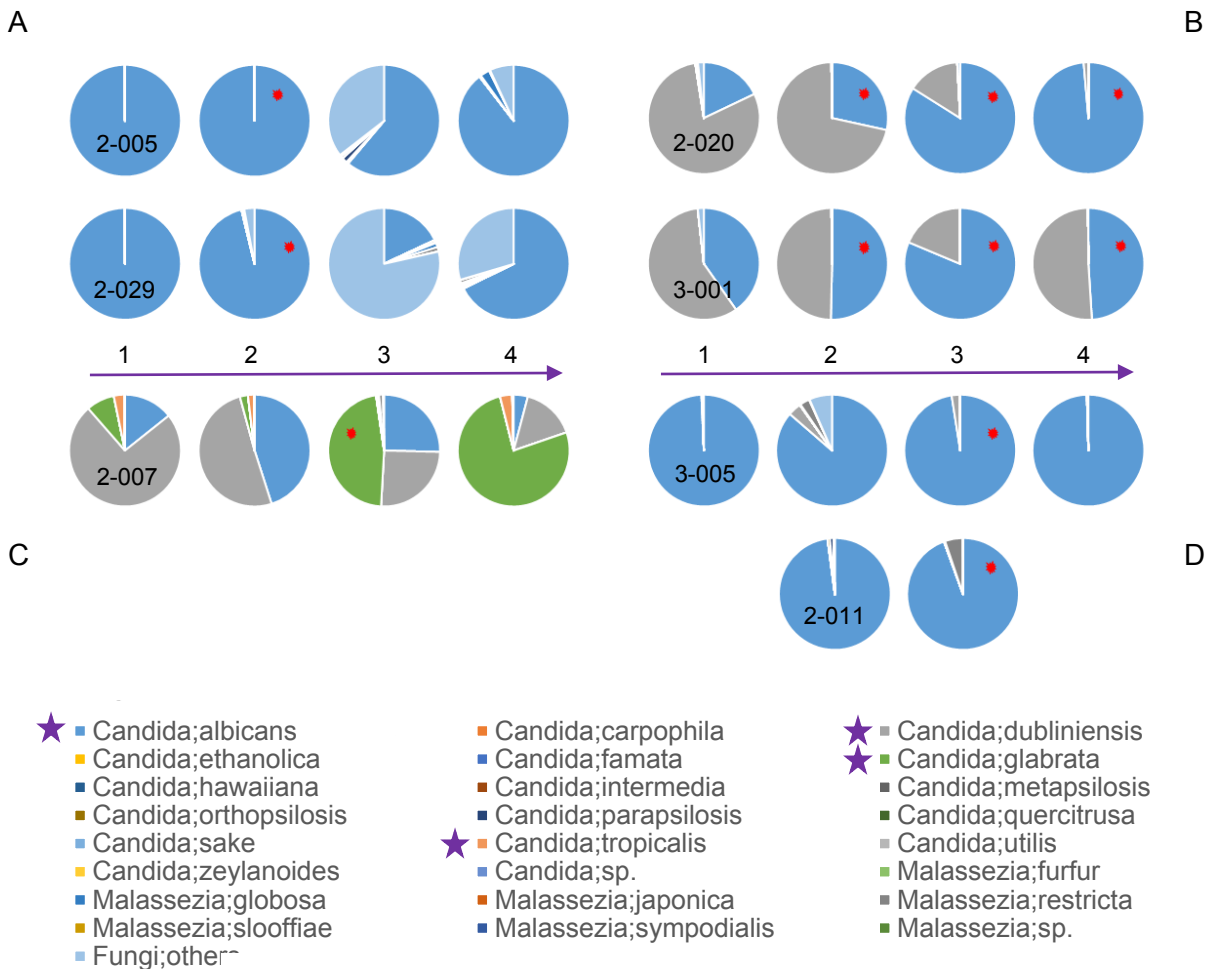 A B
2-005 2-020
2-029 3-001
1 2 3 4 1 2 3 4
2-007 3-005
C D
2-011
Candida;albicans Candida;carpophila Candida;dubliniensis
Candida;ethanolica Candida;famata Candida;glabrata
Candida;hawaiiana Candida;intermedia Candida;metapsilosis
Candida;orthopsilosis Candida;parapsilosis Candida;quercitrusa
Candida;sake Candida;tropicalis Candida;utilis
Candida;zeylanoides Candida;sp. Malassezia;furfur
Malassezia;globosa Malassezia;japonica Malassezia;restricta
Malassezia;slooffiae Malassezia;sympodialis Malassezia;sp.
Fungi;others